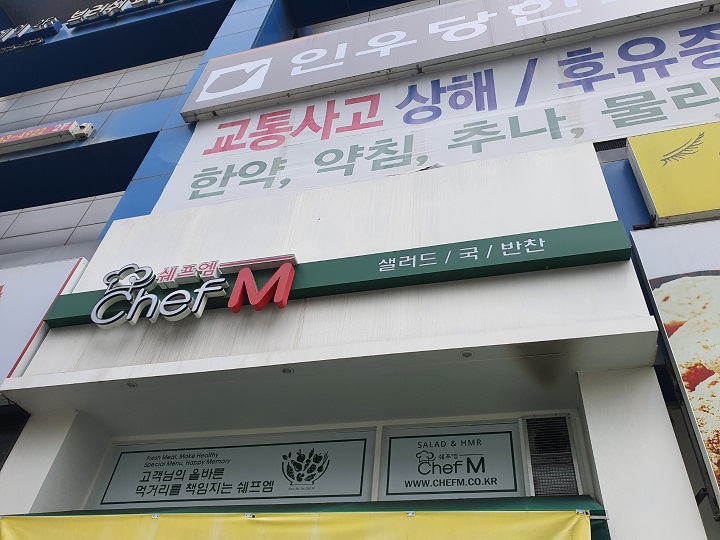 인우당한
교통사고 상해 / 후유증
한약, 약침, 추나, 물리
쉐프엠
Chef M
샐러드 / 국 / 반찬
Fresh Meal, Make Healthy
Special Menu, Happy Memory
고객님의 올바른
먹거리를 책임지는 쉐프엠
SALAD & HMR
쉐프엠
Chef M
WWW.CHEFM.CO.KR